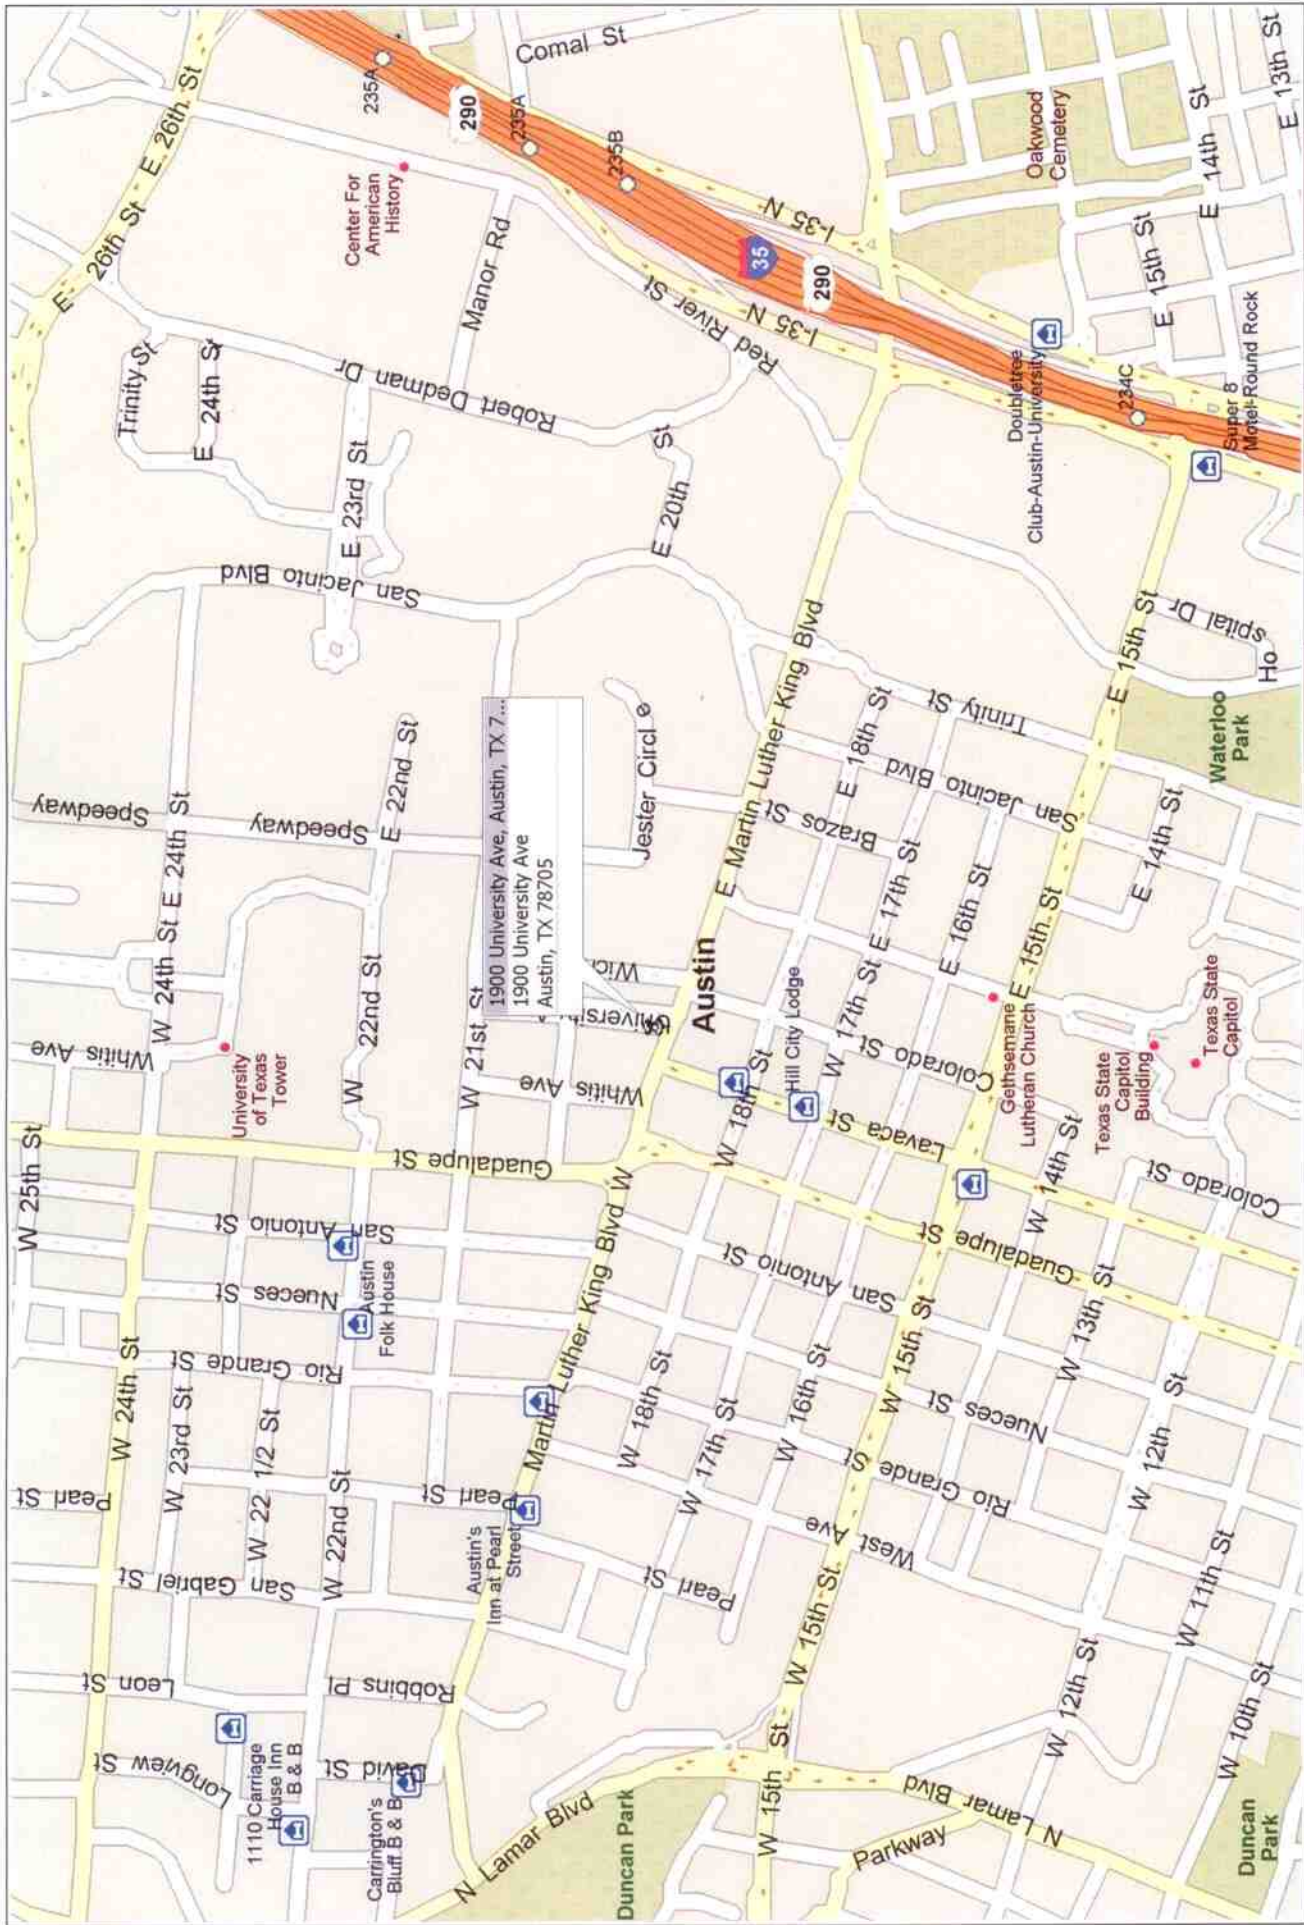 E 26th St
E 26th St
E 26th St
Comal St
235A
290
235A
235B
Center For
American
History
Manor Rd
I-35 N
35
I-35 N
290
Red River St
Oakwood
Cemetery
E 14th St
E 13th St
E 15th St
Trinity St
E 24th St
Robert Dedman Dr
E 23rd St
E 20th St
Doubletree
Club-Austin-University
234C
Super 8
Motel-Round Rock
San Jacinto Blvd
E 15th St
Hospital Dr
Waterloo
Park
Trinity St
E 18th St
San Jacinto Blvd
Brazos St
E 14th St
E 17th St
E 16th St
E 15th St
E Martin Luther King Blvd
Speedway
Speedway
E 24th St
E 22nd St
Jester Circle
1900 University Ave, Austin, TX 7...
1900 University Ave
Austin, TX 78705
Wich
University A
Austin
W 24th St
W 22nd St
W 21st St
Whitis Ave
Whitis Ave
University
of Texas
Tower
Hill City Lodge
W 17th St
W 18th St
Colorado St
Lavaca St
Gethsemane
Lutheran Church
Texas State
Capitol
Building
Texas State
Capitol
W 14th St
Colorado St
W 25th St
Guadalupe St
San Antonio St
Nueces St
Austin
Folk House
Rio Grande St
Martin Luther King Blvd W
San Antonio St
Guadalupe St
W 13th St
W 15th St
W 24th St
W 23rd St
W 22 1/2 St
W 22nd St
Pearl St
Pearl St
Austin's
Inn at Pearl
Street
W 18th St
W 17th St
W 16th St
Rio Grande St
Nueces St
W 12th St
West Ave
Pearl St
W 15th St
W 11th St
San Gabriel St
Leon St
Robbins Pl
Longview St
David St
1110 Carriage
House Inn
B & B
Carrington's
Bluff B & B
N Lamar Blvd
Duncan Park
W 15th St
Parkway
N Lamar Blvd
W 12th St
W 10th St
Duncan
Park